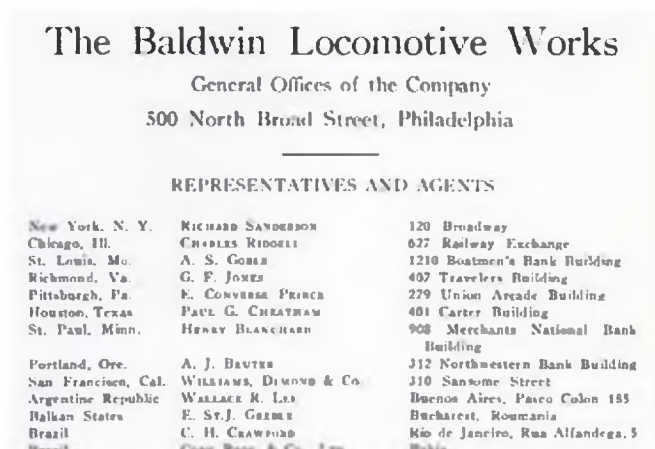 The Baldwin Locomotive Works
General Offices of the Company
500 North Broad Street, Philadelphia
REPRESENTATIVES AND AGENTS
New York, N. Y. RICHARD SANDERSON 120 Broadway
Chicago, Ill. CHARLES RIDDELL 627 Railway Exchange
St. Louis, Mo. A. S. GOBLE 1210 Boatmen's Bank Building
Richmond, Va. G. F. JONES 407 Travelers Building
Pittsburgh, Pa. E. CONVERSE PEIRCE 279 Union Arcade Building
Houston, Texas PAUL G. CHEATHAM 401 Carter Building
St. Paul, Minn. HENRY BLANCHARD 908 Merchants National Bank
Building
Portland, Ore. A. J. BEUTER 312 Northwestern Bank Building
San Francisco, Cal. WILLIAMS, DIMOND & Co. 310 Sansome Street
Argentine Republic WALLACE R. LEE Buenos Aires, Paseo Colon 185
Balkan States E. ST.J. GREBLE Bucharest, Roumania
Brazil C. H. CRAWFORD Rio de Janeiro, Rua Alfandega, 5